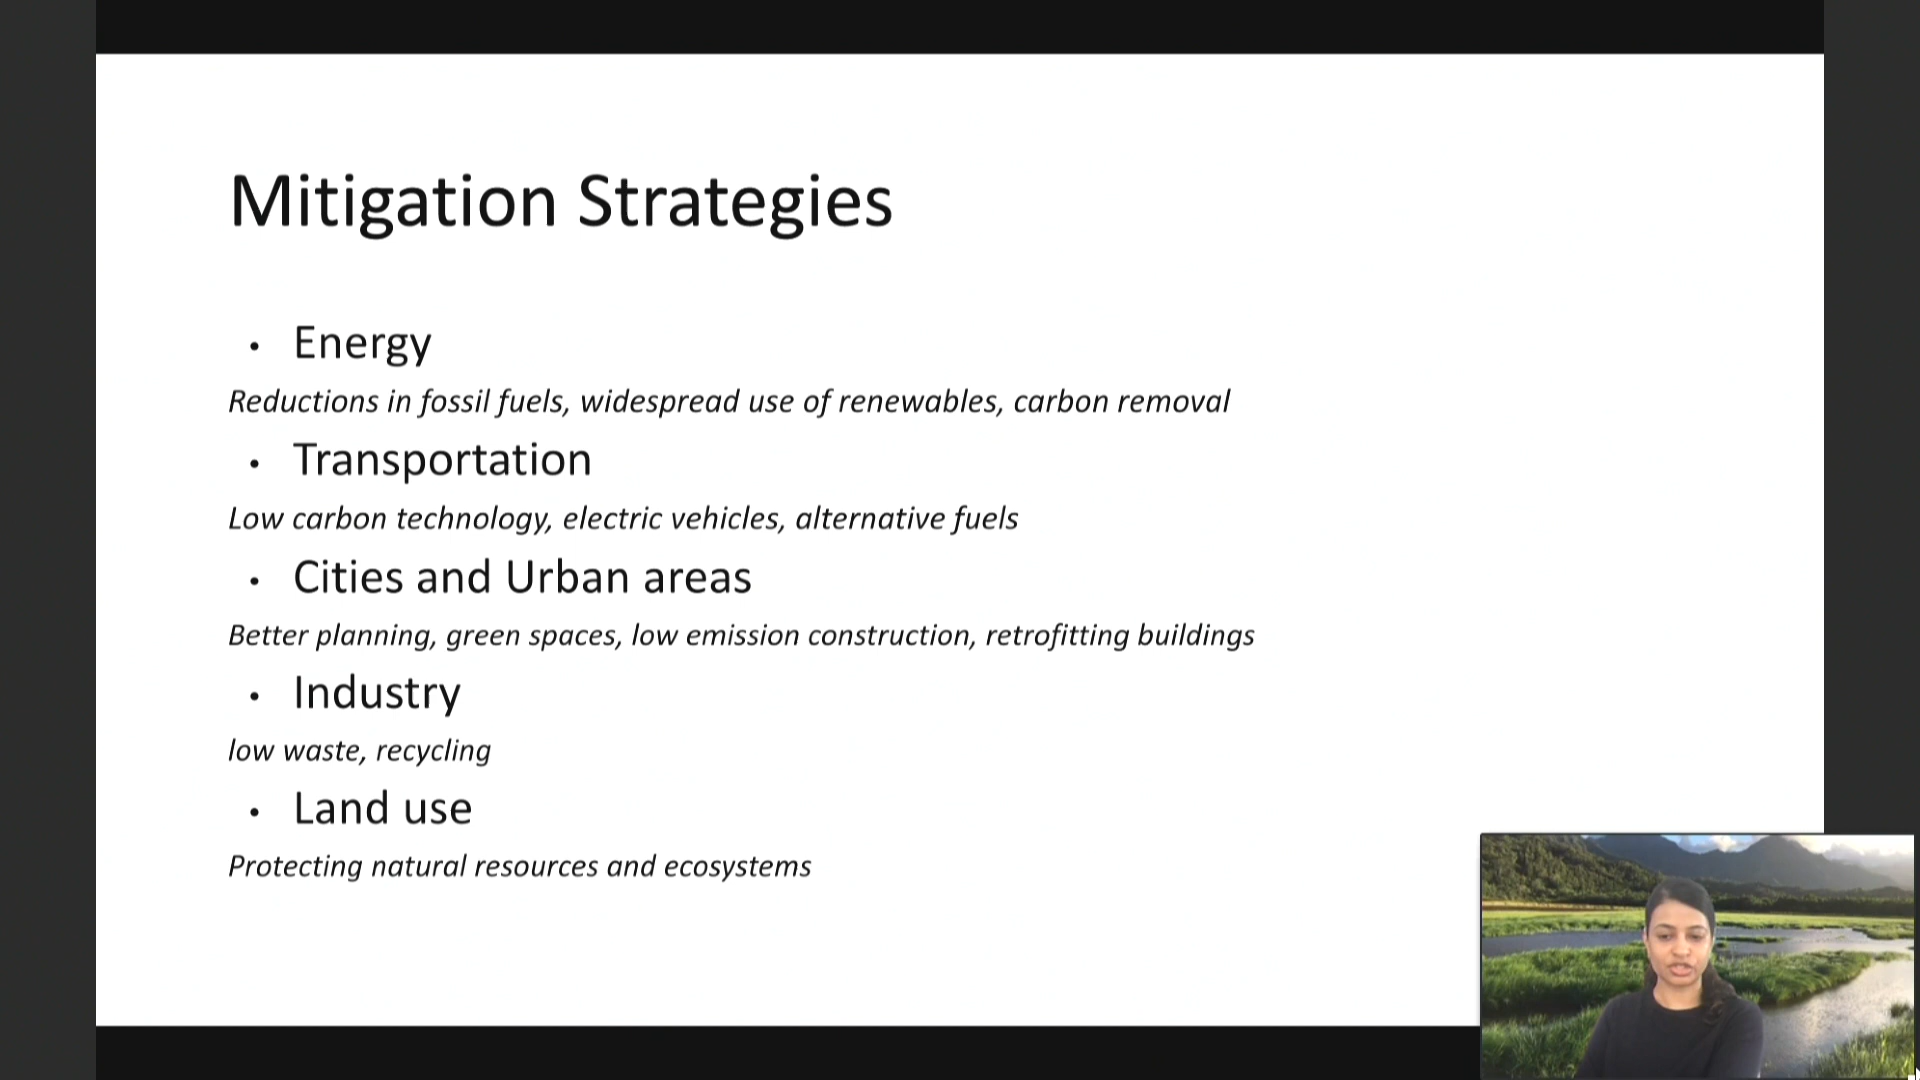 Mitigation Strategies
• Energy
Reductions in fossil fuels, widespread use of renewables, carbon removal
• Transportation
Low carbon technology, electric vehicles, alternative fuels
• Cities and Urban areas
Better planning, green spaces, low emission construction, retrofitting buildings
• Industry
low waste, recycling
• Land use
Protecting natural resources and ecosystems